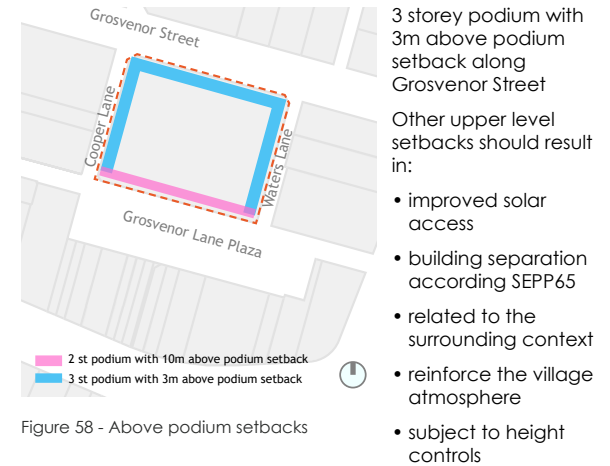 Grosvenor Street
Cooper Lane
Waters Lane
Grosvenor Lane Plaza
2 st podium with 10m above podium setback
3 st podium with 3m above podium setback
Figure 58 - Above podium setbacks
3 storey podium with
3m above podium
setback along
Grosvenor Street
Other upper level
setbacks should result
in:
• improved solar
access
• building separation
according SEPP65
• related to the
surrounding context
• reinforce the village
atmosphere
• subject to height
controls